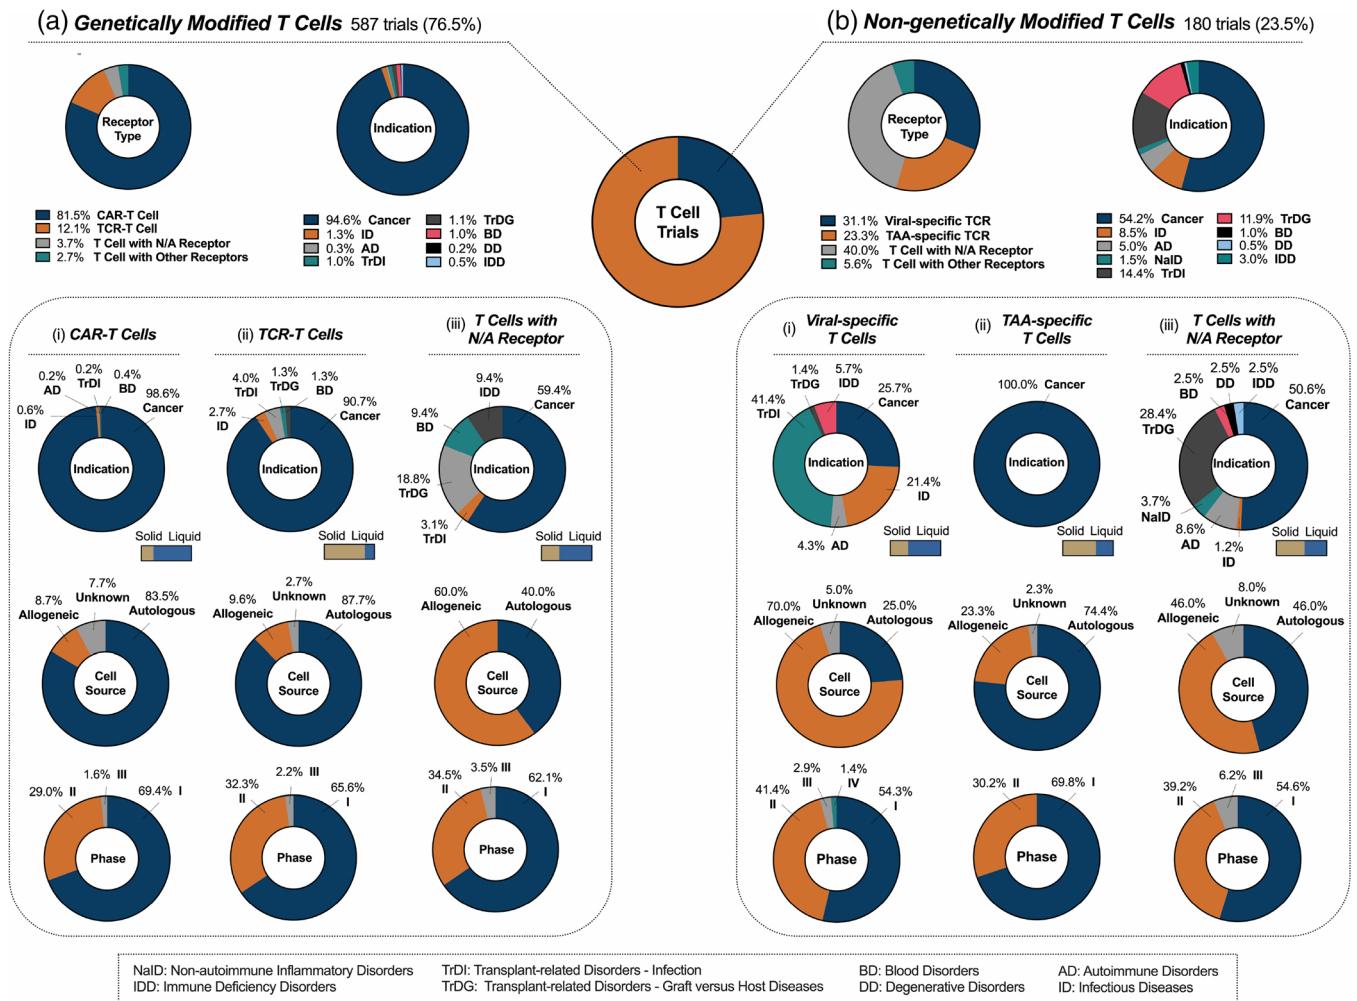 (a) Genetically Modified T Cells 587 trials (76.5%)
(b) Non-genetically Modified T Cells 180 trials (23.5%)
Receptor
Type
Indication
T Cell
Trials
Receptor
Type
Indication
81.5% CAR-T Cell
12.1% TCR-T Cell
3.7% T Cell with N/A Receptor
2.7% T Cell with Other Receptors
94.6% Cancer
1.3% ID
0.3% AD
1.0% TrDI
1.1% TrDG
1.0% BD
0.2% DD
0.5% IDD
31.1% Viral-specific TCR
23.3% TAA-specific TCR
40.0% T Cell with N/A Receptor
5.6% T Cell with Other Receptors
54.2% Cancer
8.5% ID
5.0% AD
1.5% NaID
14.4% TrDI
11.9% TrDG
1.0% BD
0.5% DD
3.0% IDD
(i) CAR-T Cells
0.6% ID
0.2% AD
0.2% TrDI
0.4% BD
98.6% Cancer
Indication
Solid Liquid
8.7% Allogeneic
7.7% Unknown
83.5% Autologous
Cell
Source
29.0% II
1.6% III
69.4% I
Phase
(ii) TCR-T Cells
2.7% ID
4.0% TrDI
1.3% TrDG
1.3% BD
90.7% Cancer
Indication
Solid Liquid
9.6% Allogeneic
2.7% Unknown
87.7% Autologous
Cell
Source
32.3% II
2.2% III
65.6% I
Phase
(iii) T Cells with
N/A Receptor
9.4% IDD
59.4% Cancer
9.4% BD
18.8% TrDG
3.1% TrDI
Indication
Solid Liquid
60.0% Allogeneic
40.0% Autologous
Cell
Source
34.5% II
3.5% III
62.1% I
Phase
(i) Viral-specific
T Cells
1.4% TrDG
5.7% IDD
25.7% Cancer
41.4% TrDI
21.4% ID
4.3% AD
Indication
Solid Liquid
70.0% Allogeneic
5.0% Unknown
25.0% Autologous
Cell
Source
41.4% II
2.9% III
1.4% IV
54.3% I
Phase
(ii) TAA-specific
T Cells
100.0% Cancer
Indication
Solid Liquid
23.3% Allogeneic
2.3% Unknown
74.4% Autologous
Cell
Source
30.2% II
69.8% I
Phase
(iii) T Cells with
N/A Receptor
2.5% BD
2.5% DD
2.5% IDD
50.6% Cancer
28.4% TrDG
3.7% NaID
8.6% AD
1.2% ID
Indication
Solid Liquid
46.0% Allogeneic
8.0% Unknown
46.0% Autologous
Cell
Source
39.2% II
6.2% III
54.6% I
Phase
NaID: Non-autoimmune Inflammatory Disorders
IDD: Immune Deficiency Disorders
TrDI: Transplant-related Disorders - Infection
TrDG: Transplant-related Disorders - Graft versus Host Diseases
BD: Blood Disorders
DD: Degenerative Disorders
AD: Autoimmune Disorders
ID: Infectious Diseases